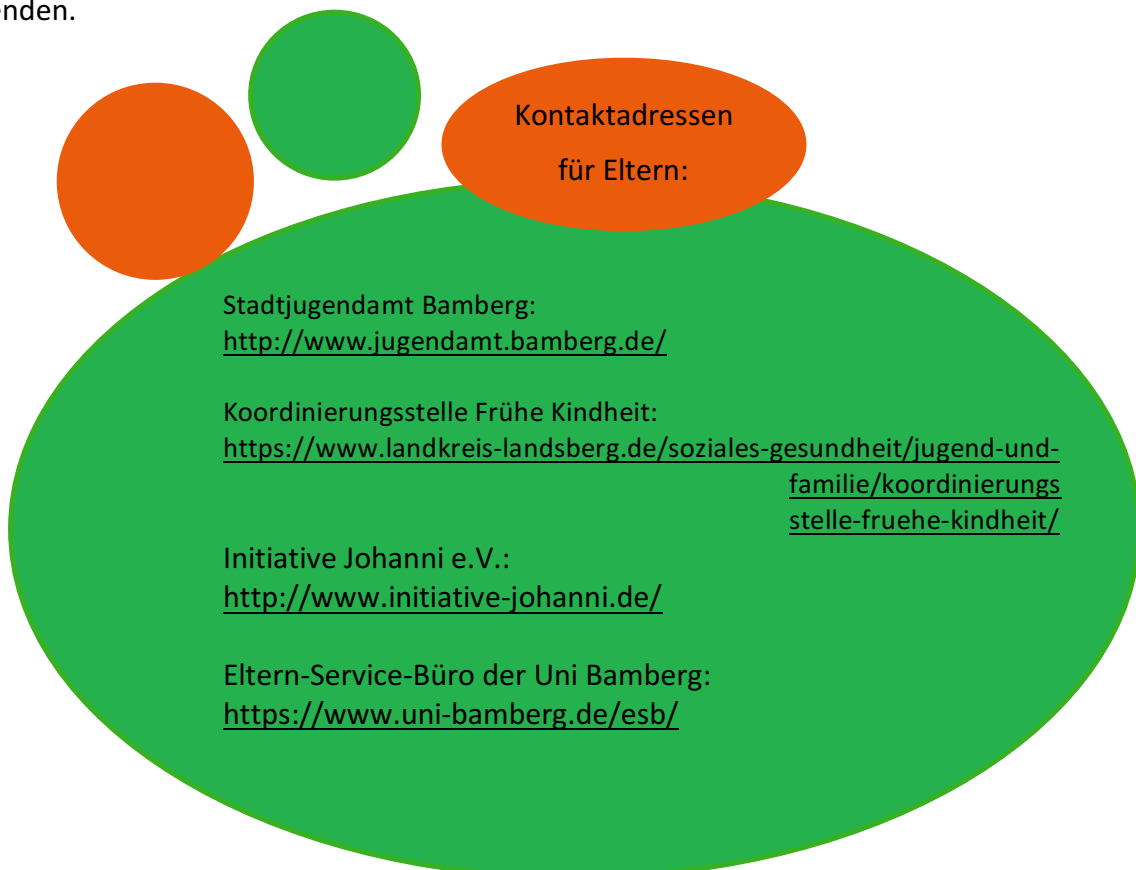 enden.
Kontaktadressen
für Eltern:
Stadtjugendamt Bamberg:
http://www.jugendamt.bamberg.de/
Koordinierungsstelle Frühe Kindheit:
https://www.landkreis-landsberg.de/soziales-gesundheit/jugend-und-
familie/koordinierungs
stelle-fruehe-kindheit/
Initiative Johanni e.V.:
http://www.initiative-johanni.de/
Eltern-Service-Büro der Uni Bamberg:
https://www.uni-bamberg.de/esb/